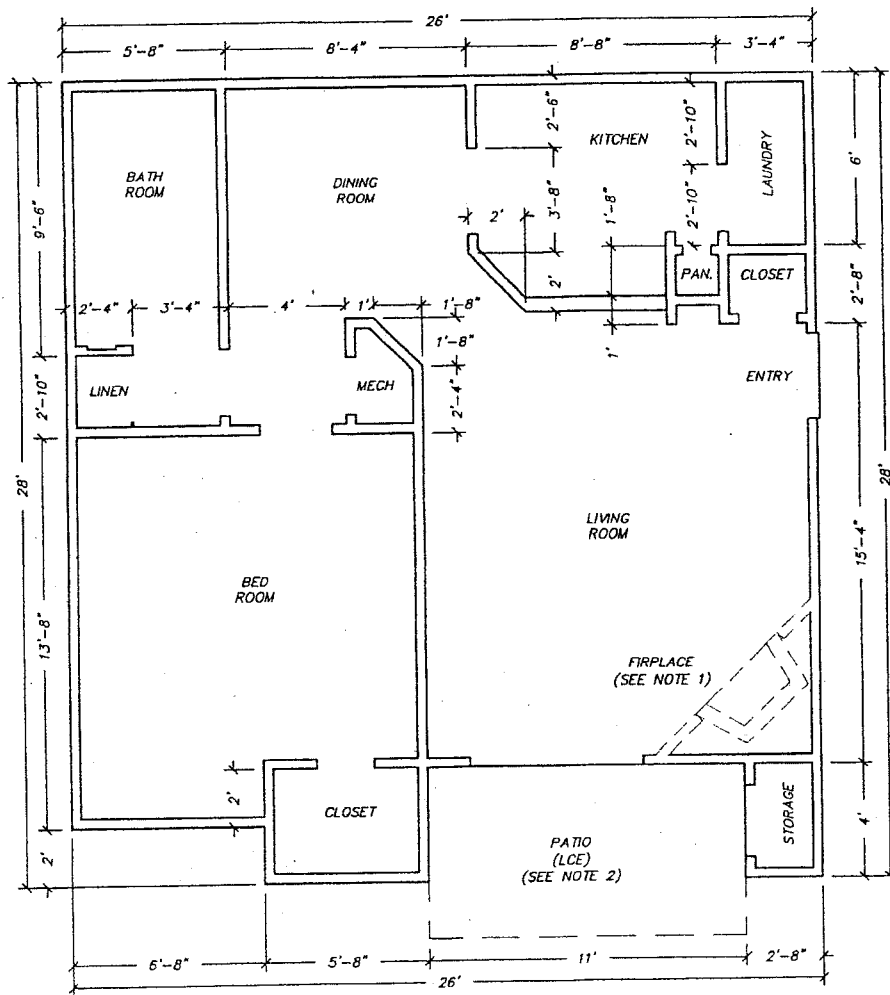 26'
5'-8"
8'-4"
8'-8"
3'-4"
2'-6"
KITCHEN
2'-10"
LAUNDRY
6'
BATH
ROOM
DINING
ROOM
9'-6"
3'-8"
2'
1'-8"
2'-10"
PAN.
CLOSET
2'
2'-8"
2'-4"
3'-4"
4'
1'
1'-8"
1'-8"
1'
LINEN
MECH
ENTRY
2'-10"
2'-4"
28'
28'
LIVING
ROOM
15'-4"
BED
ROOM
13'-8"
FIRPLACE
(SEE NOTE 1)
2'
CLOSET
STORAGE
4'
PATIO
(LCE)
(SEE NOTE 2)
2'
6'-8"
5'-8"
11'
2'-8"
26'